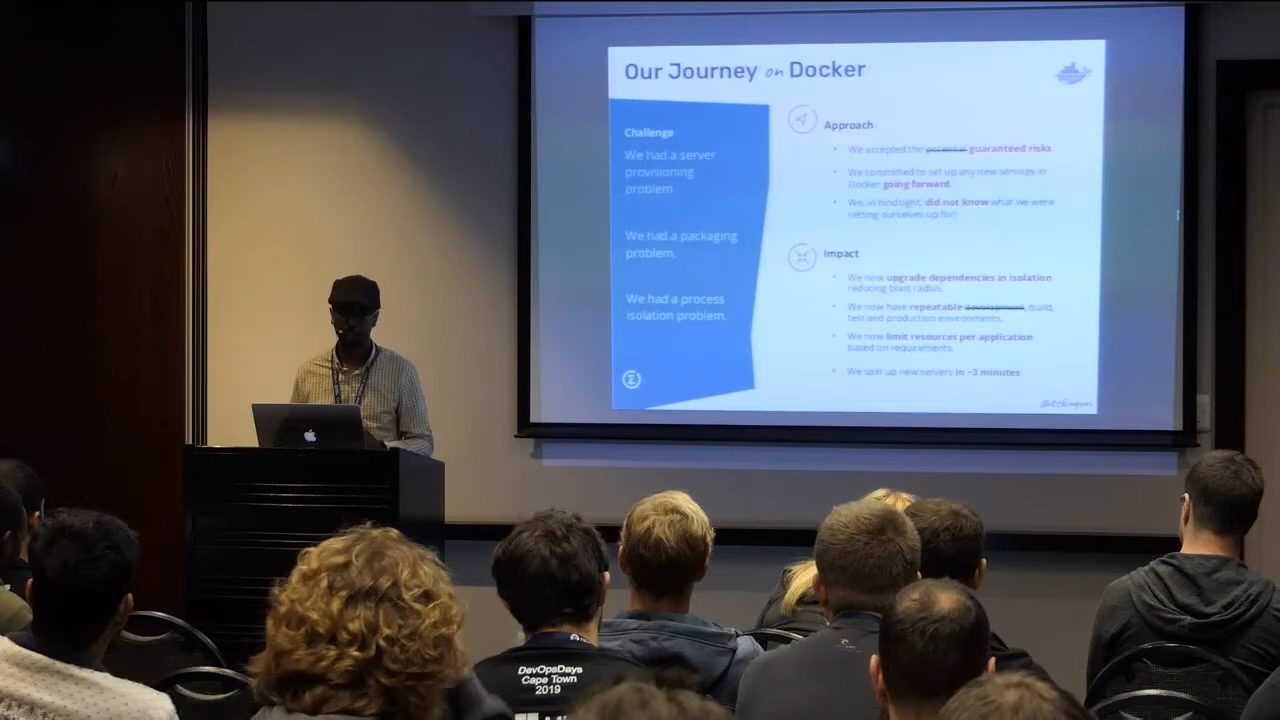 Our Journey on Docker
Challenge
We had a server
provisioning
problem
We had a packaging
problem.
We had a process
isolation problem.
Approach
• We accepted the potential guaranteed risks.
• We committed to set up any new services in
Docker going forward.
• We, in hindsight, did not know what we were
setting ourselves up for!
Impact
• We now upgrade dependencies in isolation
reducing blast radius.
• We now have repeatable development, build,
test and production environments.
• We now limit resources per application
based on requirements.
• We spin up new servers in ~3 minutes.
DevOpsDays
Cape Town
2019